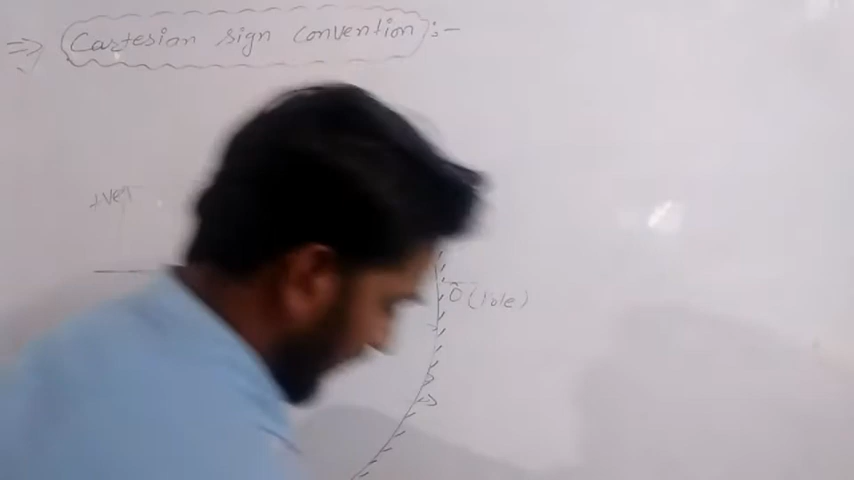 ⇒ Cartesian sign Convention :-
+ve
O (Pole)